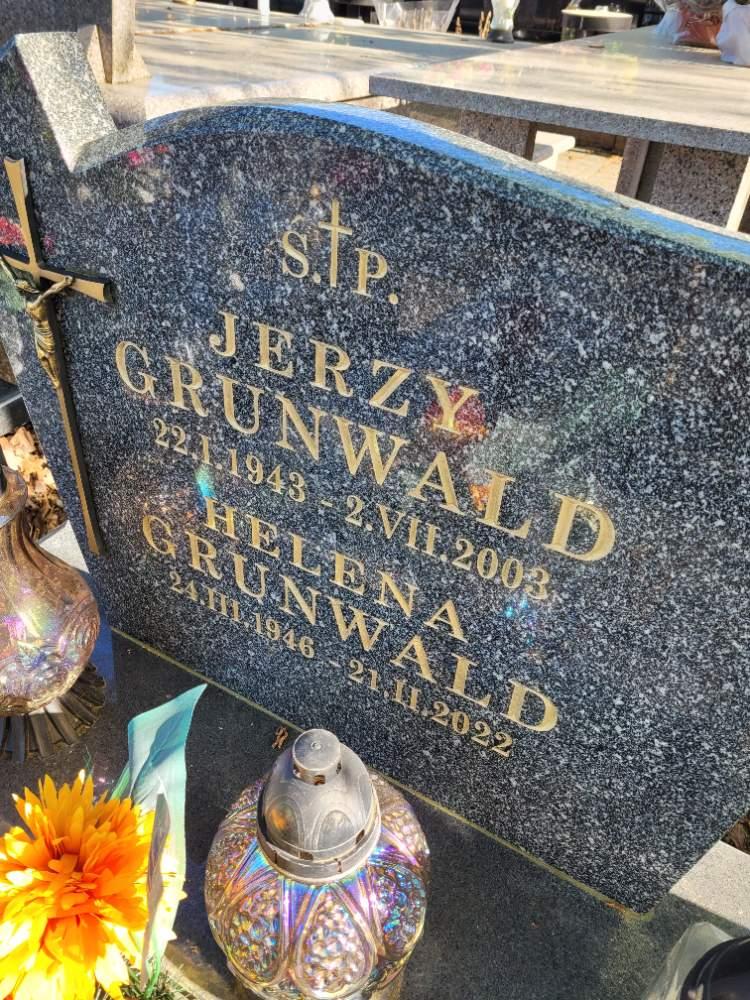 Ś. P.
JERZY
GRUNWALD
22.I.1943 - 2.VII.2003
HELENA
GRUNWALD
24.III.1946 - 21.II.2022